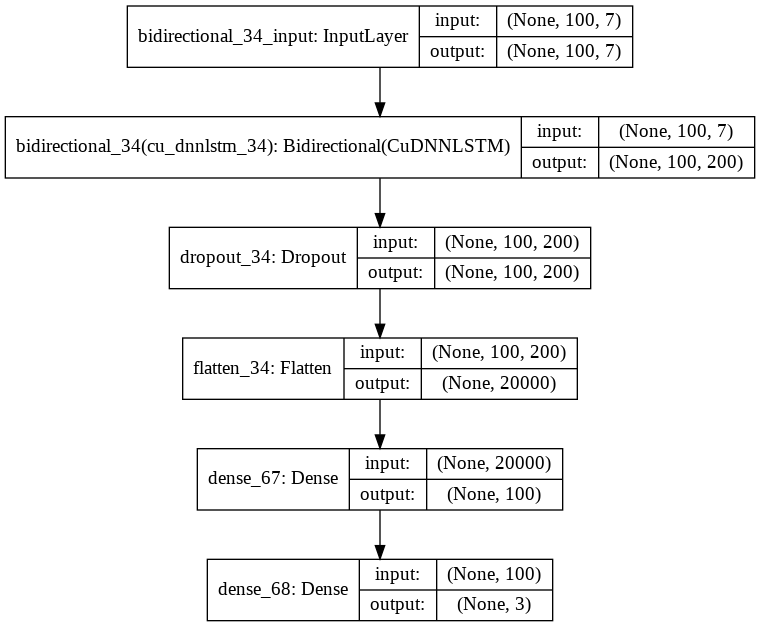 bidirectional_34_input: InputLayer
input:
(None, 100, 7)
output:
(None, 100, 7)
bidirectional_34(cu_dnnlstm_34): Bidirectional(CuDNNLSTM)
input:
(None, 100, 7)
output:
(None, 100, 200)
dropout_34: Dropout
input:
(None, 100, 200)
output:
(None, 100, 200)
flatten_34: Flatten
input:
(None, 100, 200)
output:
(None, 20000)
dense_67: Dense
input:
(None, 20000)
output:
(None, 100)
dense_68: Dense
input:
(None, 100)
output:
(None, 3)